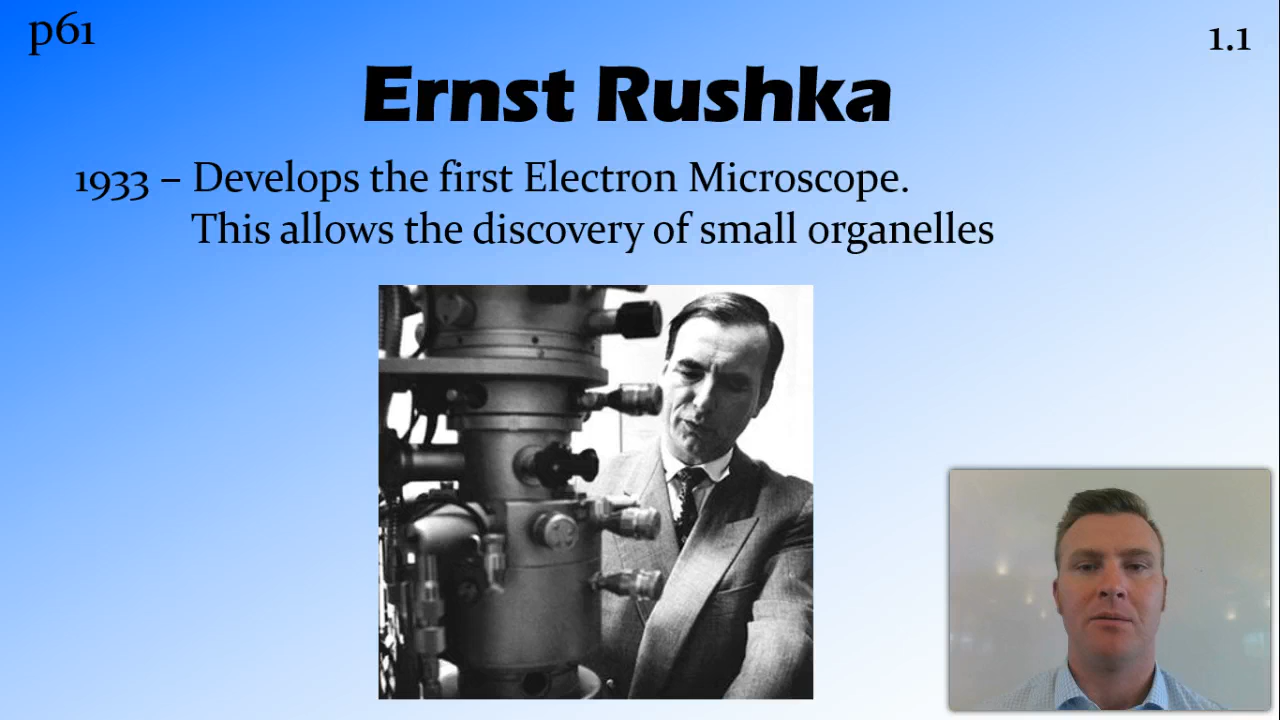 p61
1.1
Ernst Rushka
1933 – Develops the first Electron Microscope.
This allows the discovery of small organelles